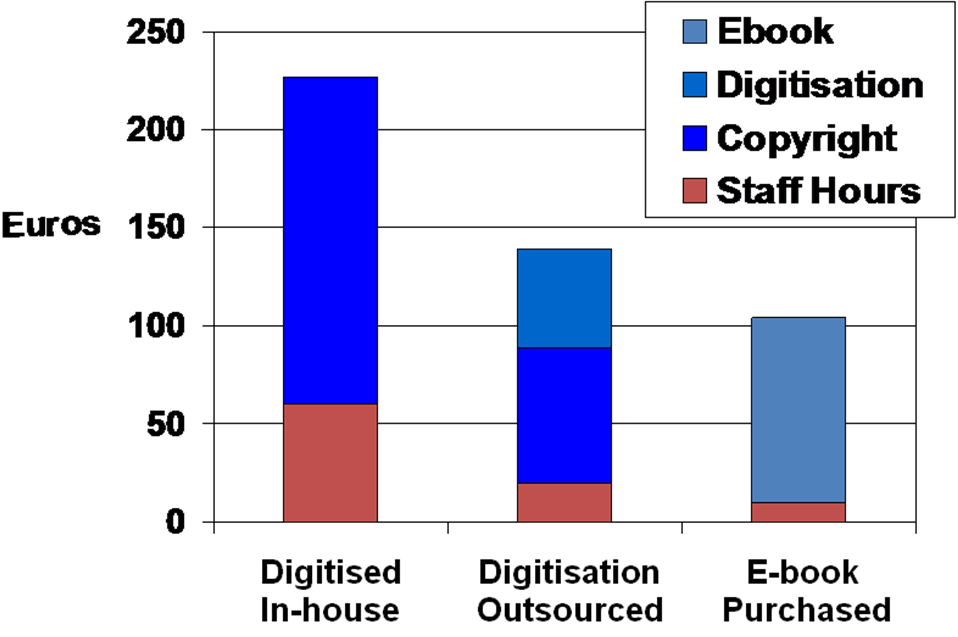 250
200
150
100
50
0
Euros
Ebook
Digitisation
Copyright
Staff Hours
Digitised
In-house
Digitisation
Outsourced
E-book
Purchased